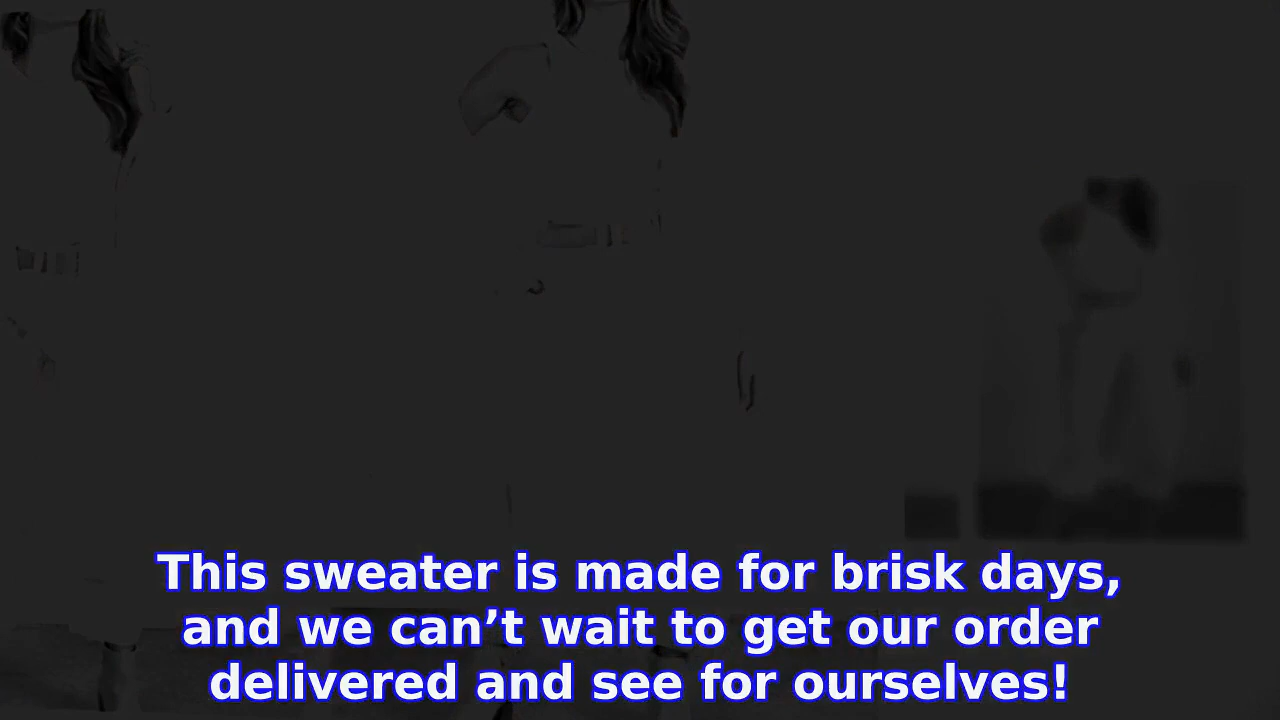 This sweater is made for brisk days,
and we can’t wait to get our order
delivered and see for ourselves!